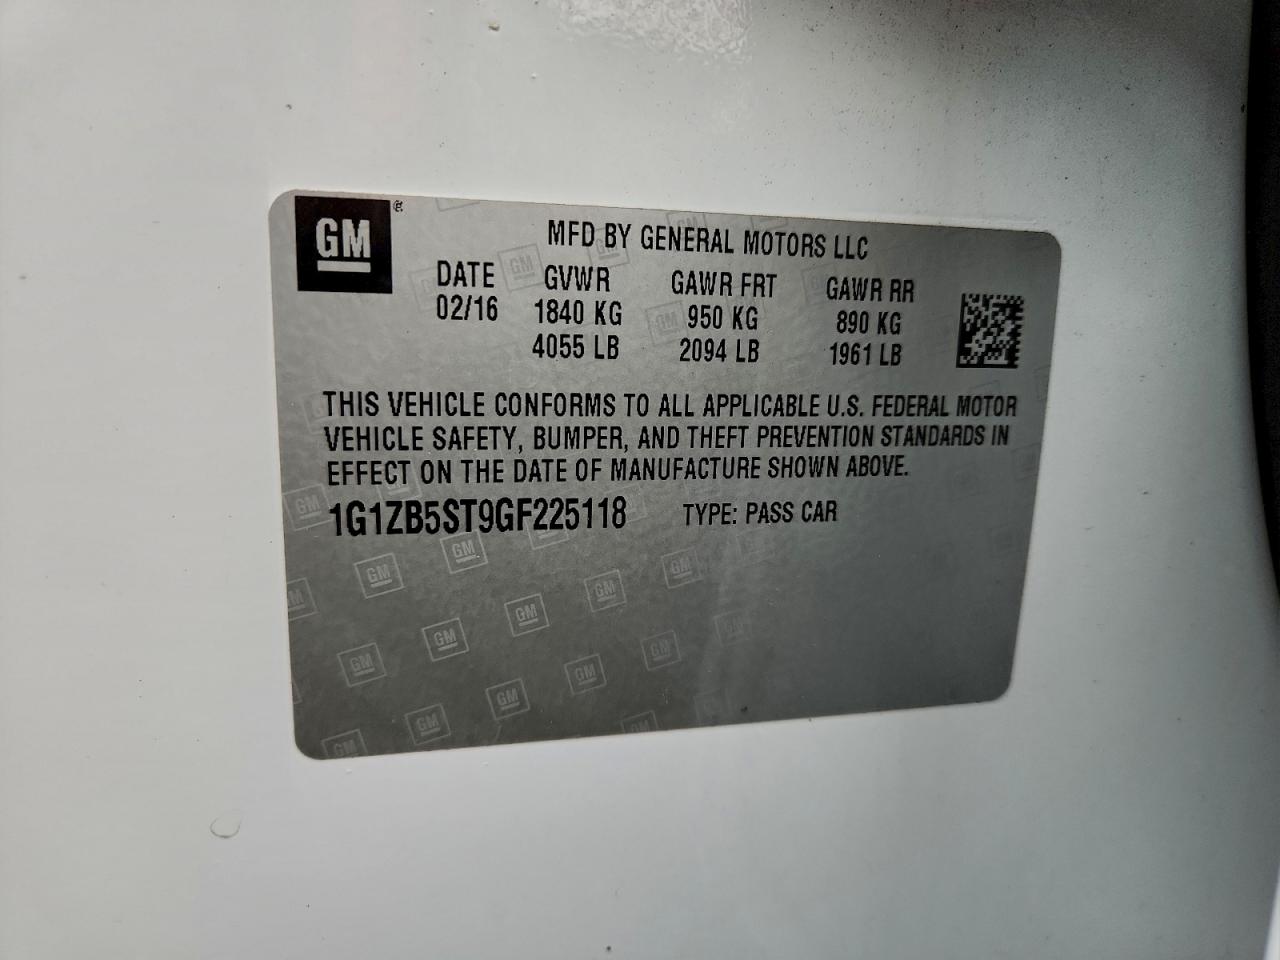 GM
MFD BY GENERAL MOTORS LLC
DATE GVWR GAWR FRT GAWR RR
02/16 1840 KG 950 KG 890 KG
4055 LB 2094 LB 1961 LB
THIS VEHICLE CONFORMS TO ALL APPLICABLE U.S. FEDERAL MOTOR
VEHICLE SAFETY, BUMPER, AND THEFT PREVENTION STANDARDS IN
EFFECT ON THE DATE OF MANUFACTURE SHOWN ABOVE.
1G1ZB5ST9GF225118 TYPE: PASS CAR